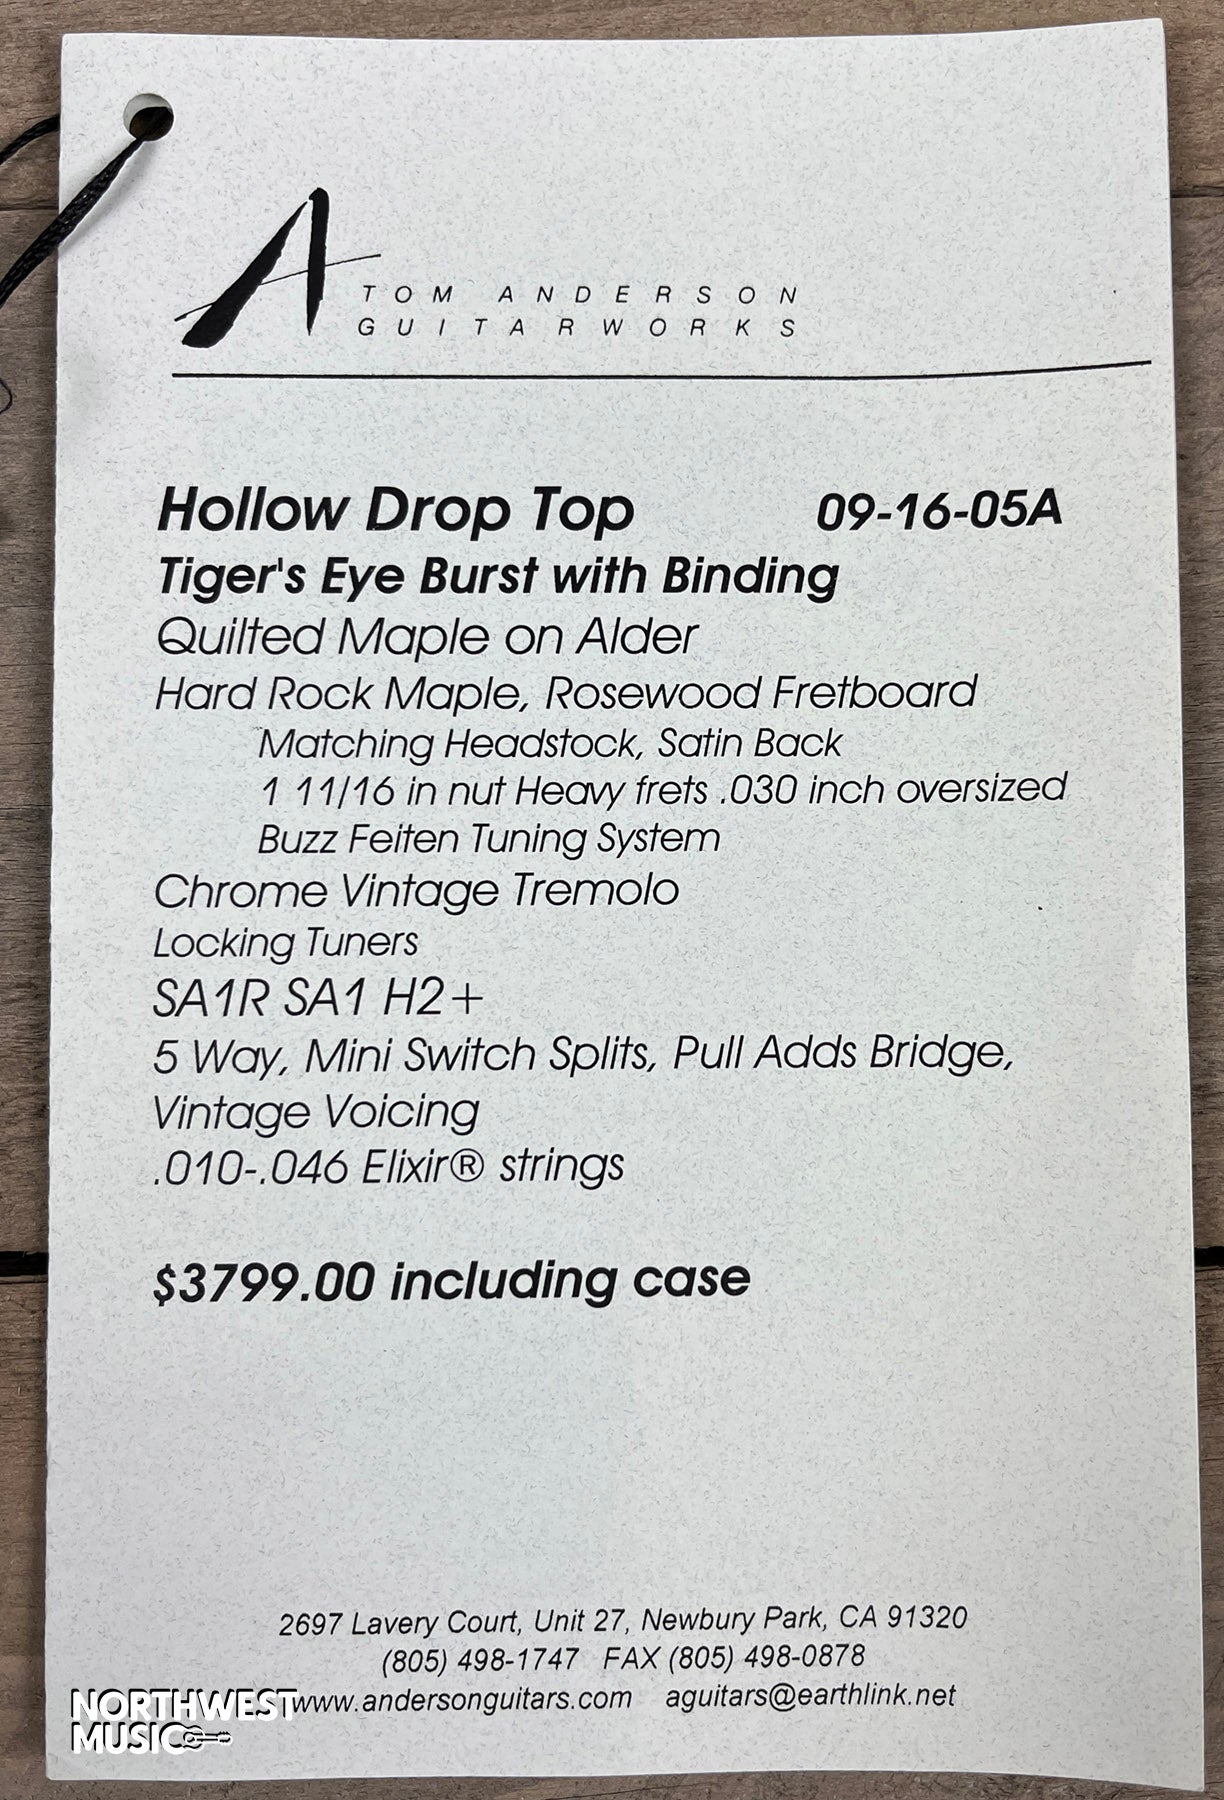 TOM ANDERSON
GUITARWORKS
Hollow Drop Top 09-16-05A
Tiger's Eye Burst with Binding
Quilted Maple on Alder
Hard Rock Maple, Rosewood Fretboard
Matching Headstock, Satin Back
1 11/16 in nut Heavy frets .030 inch oversized
Buzz Feiten Tuning System
Chrome Vintage Tremolo
Locking Tuners
SA1R SA1 H2+
5 Way, Mini Switch Splits, Pull Adds Bridge,
Vintage Voicing
.010-.046 Elixir® strings
$3799.00 including case
2697 Lavery Court, Unit 27, Newbury Park, CA 91320
(805) 498-1747 FAX (805) 498-0878
www.andersonguitars.com aguitars@earthlink.net
NORTHWEST
MUSIC